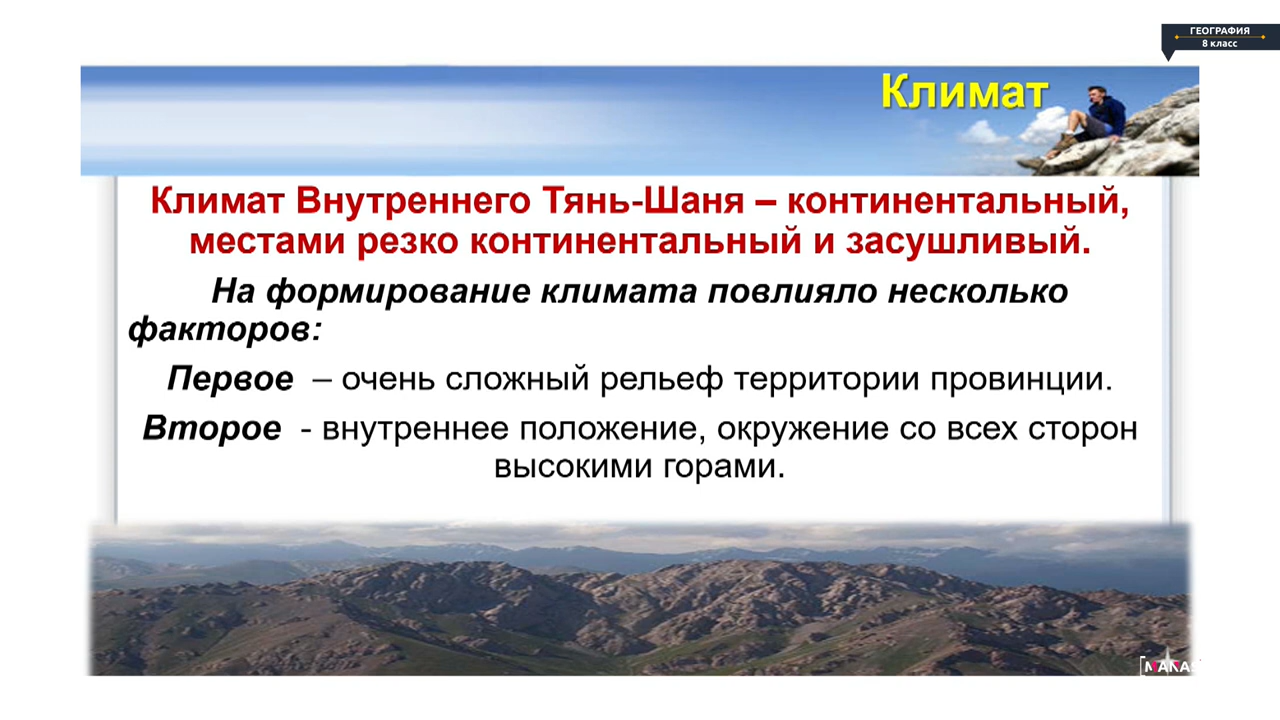 ГЕОГРАФИЯ
8 класс
Климат
Климат Внутреннего Тянь-Шаня – континентальный,
местами резко континентальный и засушливый.
На формирование климата повлияло несколько
факторов:
Первое – очень сложный рельеф территории провинции.
Второе - внутреннее положение, окружение со всех сторон
высокими горами.
MANAS